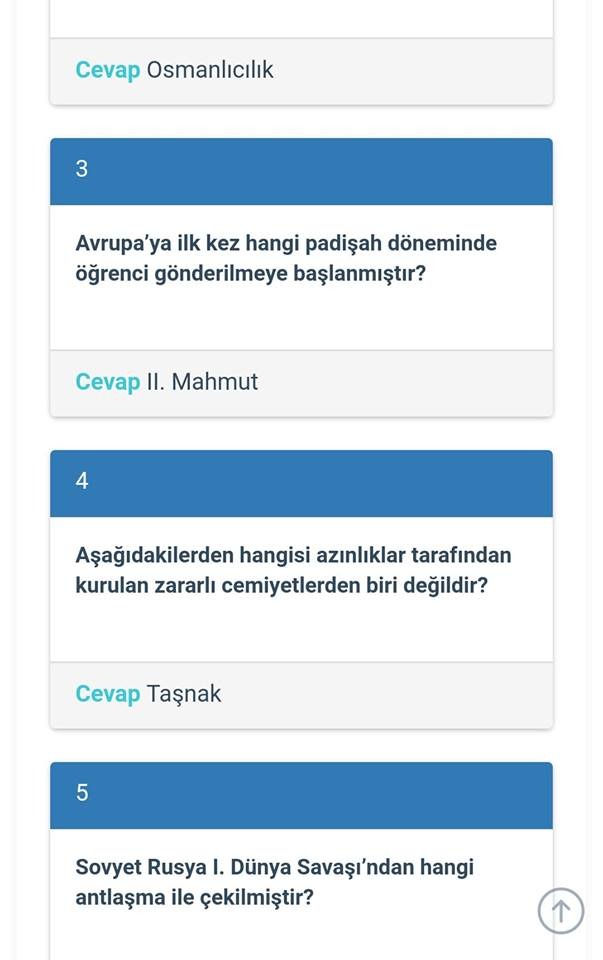 Cevap Osmanlıcılık
3
Avrupa’ya ilk kez hangi padişah döneminde
öğrenci gönderilmeye başlanmıştır?
Cevap II. Mahmut
4
Aşağıdakilerden hangisi azınlıklar tarafından
kurulan zararlı cemiyetlerden biri değildir?
Cevap Taşnak
5
Sovyet Rusya I. Dünya Savaşı’ndan hangi
antlaşma ile çekilmiştir?